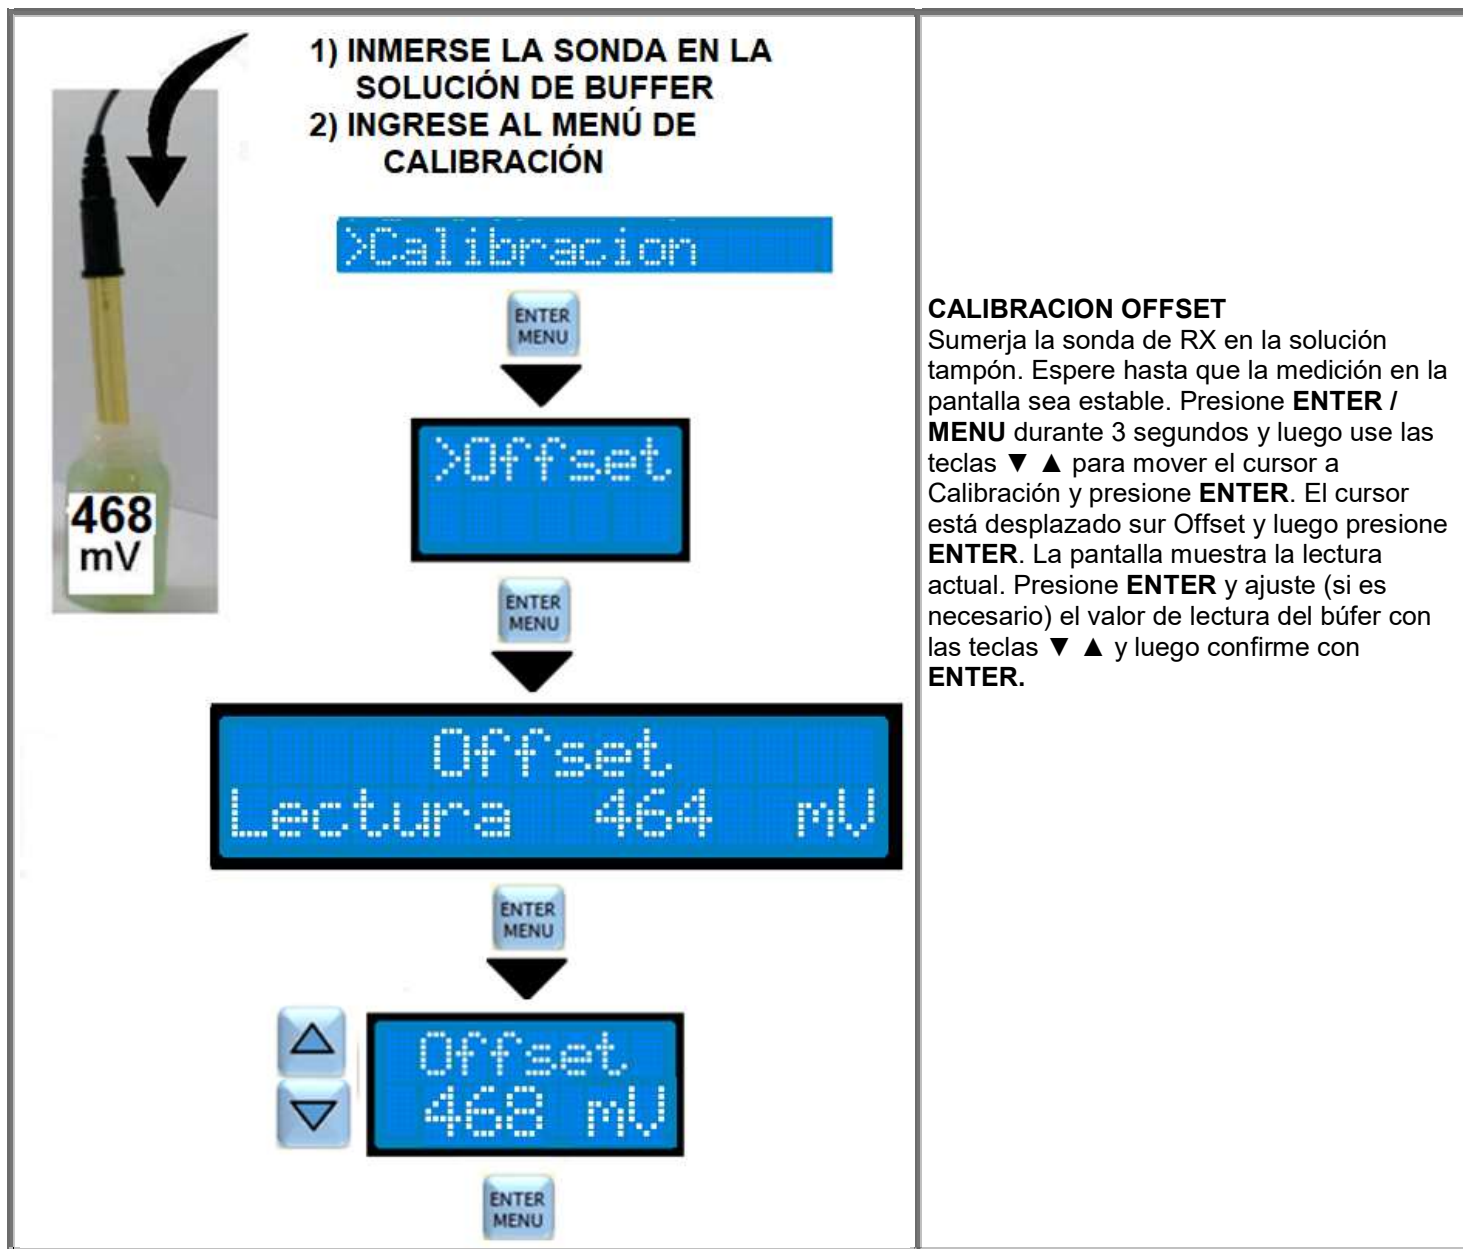 1) INMERSE LA SONDA EN LA
SOLUCIÓN DE BUFFER
2) INGRESE AL MENÚ DE
CALIBRACIÓN
468
mV
>Calibracion
ENTER
MENU
>Offset
ENTER
MENU
Offset
Lectura 464 mV
ENTER
MENU
Offset
468 mV
ENTER
MENU
CALIBRACION OFFSET
Sumerja la sonda de RX en la solución
tampón. Espere hasta que la medición en la
pantalla sea estable. Presione ENTER /
MENU durante 3 segundos y luego use las
teclas ▼ ▲ para mover el cursor a
Calibración y presione ENTER. El cursor
está desplazado sur Offset y luego presione
ENTER. La pantalla muestra la lectura
actual. Presione ENTER y ajuste (si es
necesario) el valor de lectura del búfer con
las teclas ▼ ▲ y luego confirme con
ENTER.